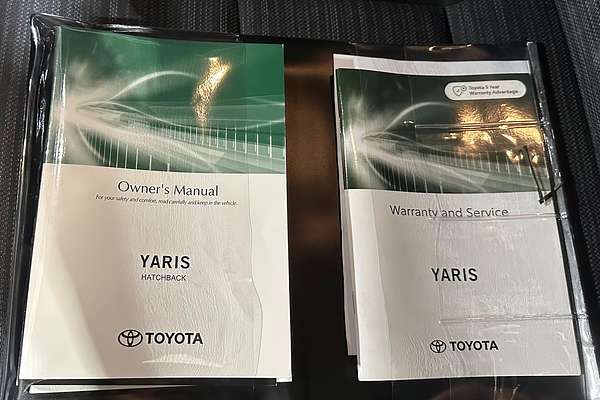 Owner's Manual
For your safety and comfort, read carefully and keep in the vehicle.
YARIS
HATCHBACK
TOYOTA
Toyota 5 Year
Warranty Advantage
Warranty and Service
YARIS
TOYOTA